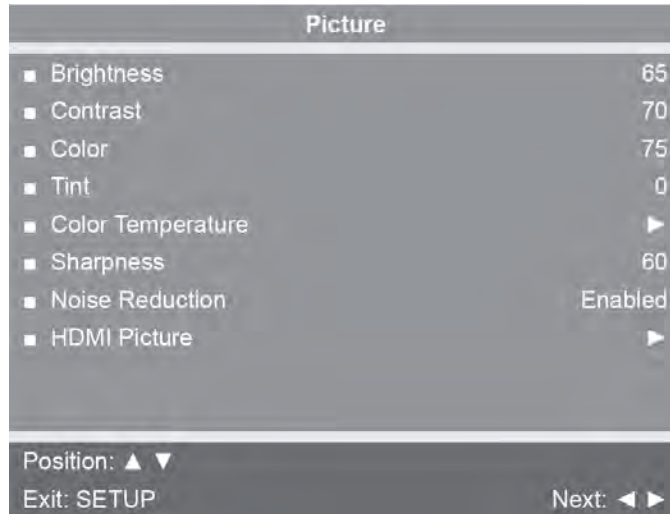 Picture
■ Brightness 65
■ Contrast 70
■ Color 75
■ Tint 0
■ Color Temperature ►
■ Sharpness 60
■ Noise Reduction Enabled
■ HDMI Picture ►
Position: ▲ ▼
Exit: SETUP Next: ◄ ►